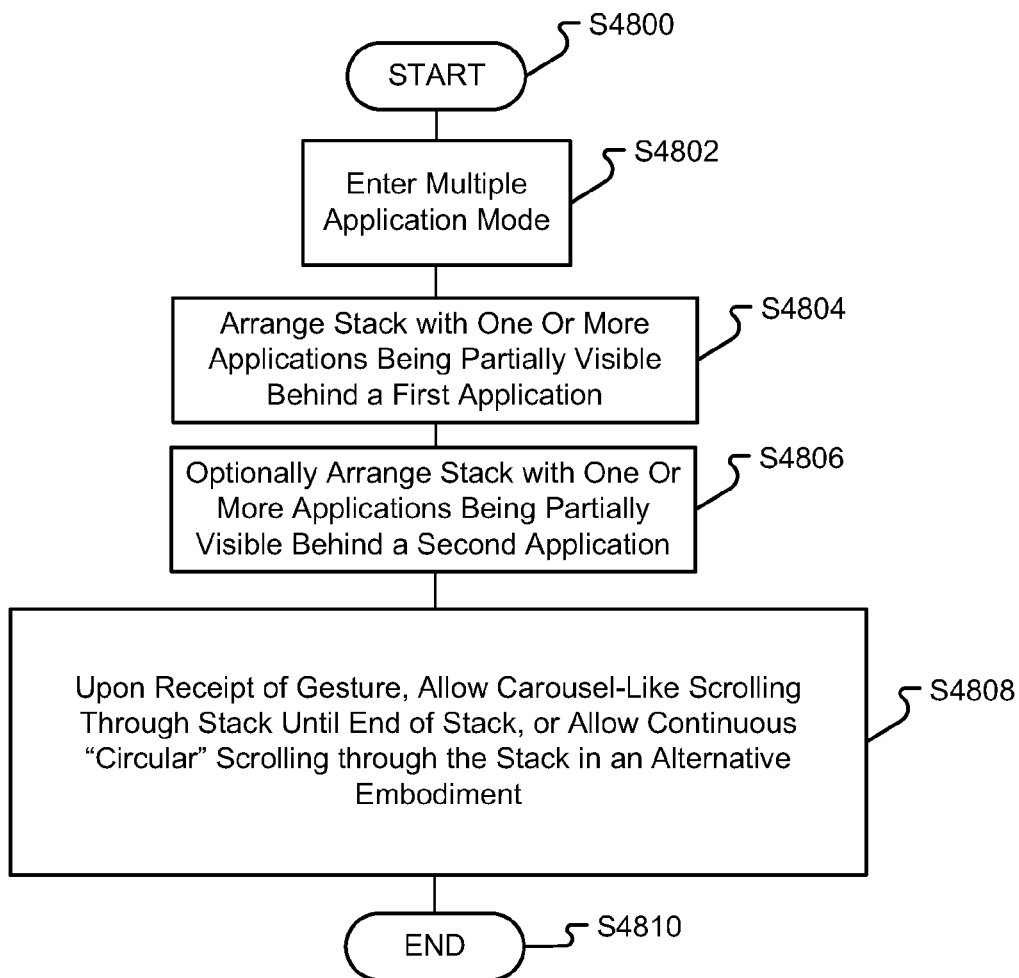 S4800
START
S4802
Enter Multiple
Application Mode
S4804
Arrange Stack with One Or More
Applications Being Partially Visible
Behind a First Application
S4806
Optionally Arrange Stack with One Or
More Applications Being Partially
Visible Behind a Second Application
S4808
Upon Receipt of Gesture, Allow Carousel-Like Scrolling
Through Stack Until End of Stack, or Allow Continuous
“Circular” Scrolling through the Stack in an Alternative
Embodiment
S4810
END